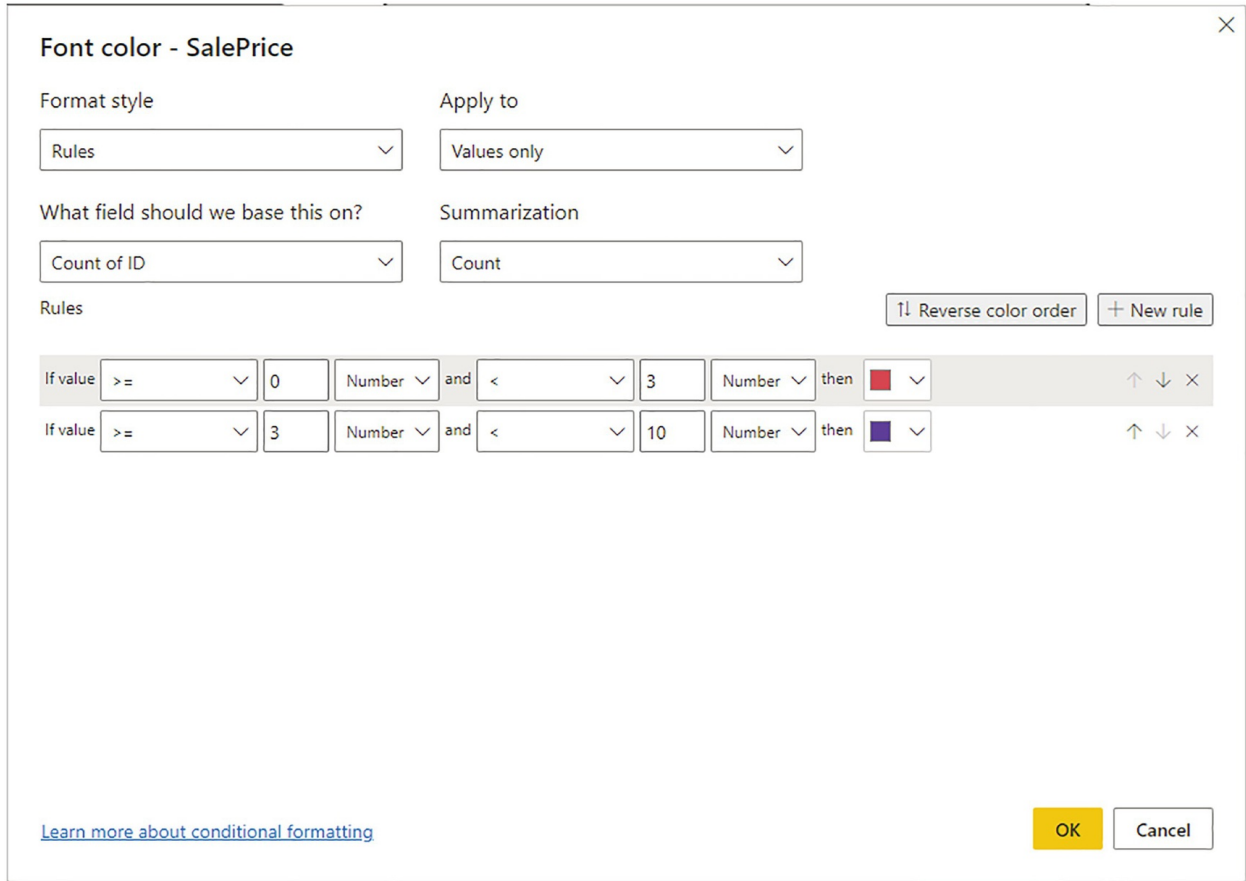 Font color - SalePrice
Format style Apply to
Rules Values only
What field should we base this on? Summarization
Count of ID Count
Rules Reverse color order + New rule
If value >= 0 Number and < 3 Number then
If value >= 3 Number and < 10 Number then
Learn more about conditional formatting OK Cancel